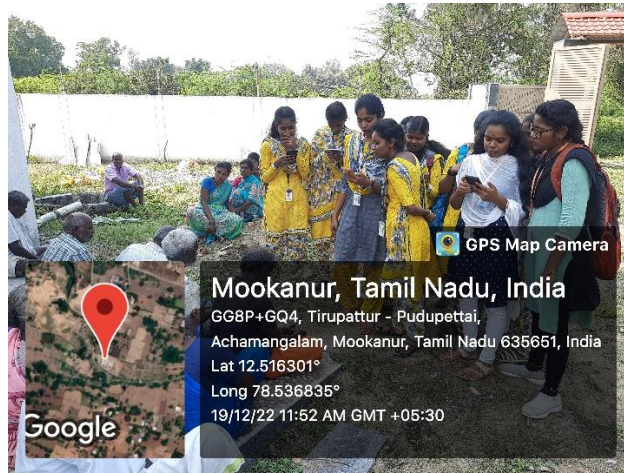 GPS Map Camera
Mookanur, Tamil Nadu, India
GG8P+GQ4, Tirupattur - Pudupettai,
Achamangalam, Mookanur, Tamil Nadu 635651, India
Lat 12.516301°
Long 78.536835°
19/12/22 11:52 AM GMT +05:30
Google